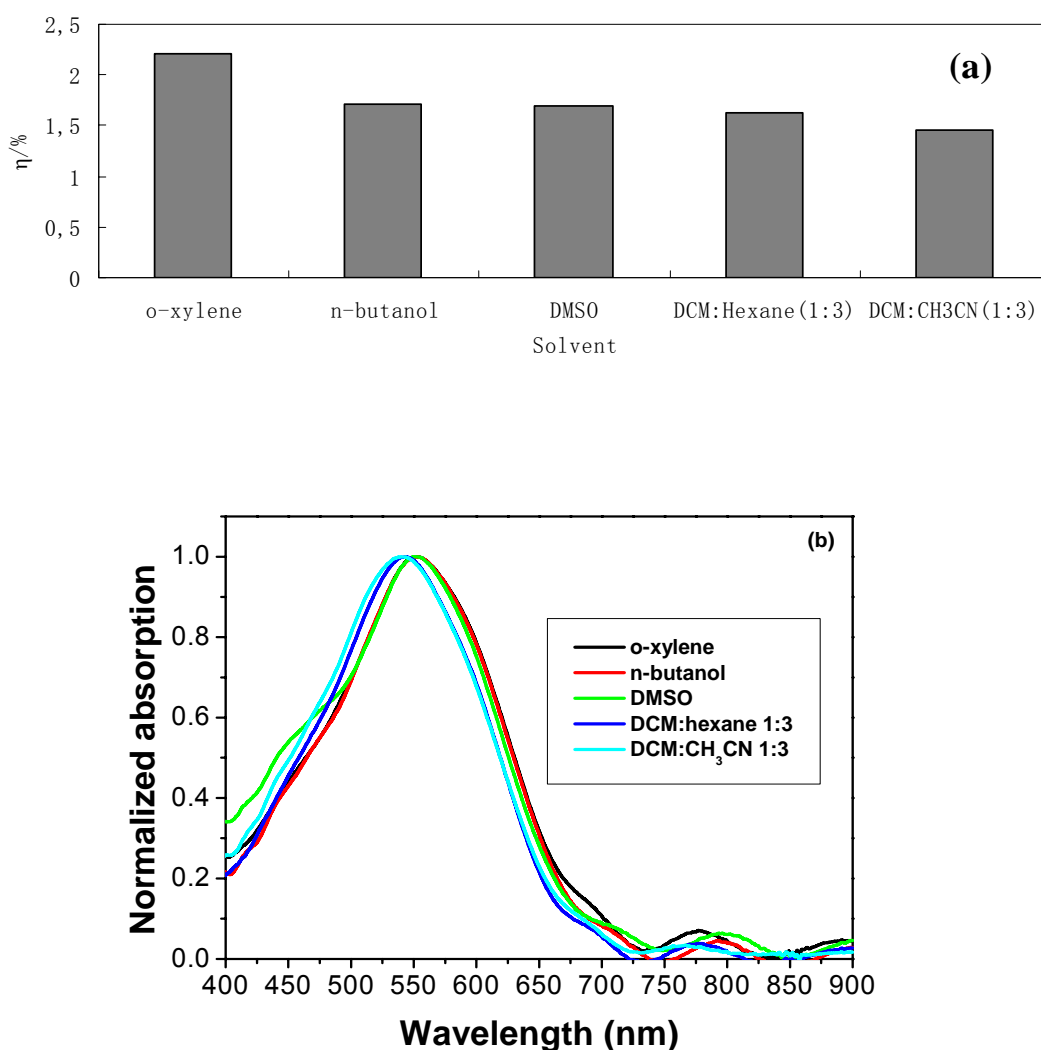 2,5
(a)
2
1,5
η/%
1
0,5
0
o-xylene n-butanol DMSO DCM:Hexane(1:3) DCM:CH3CN(1:3)
Solvent
(b)
1.0
0.8
0.6
0.4
0.2
0.0
Normalized absorption
o-xylene
n-butanol
DMSO
DCM:hexane 1:3
DCM:CH₃CN 1:3
400 450 500 550 600 650 700 750 800 850 900
Wavelength (nm)